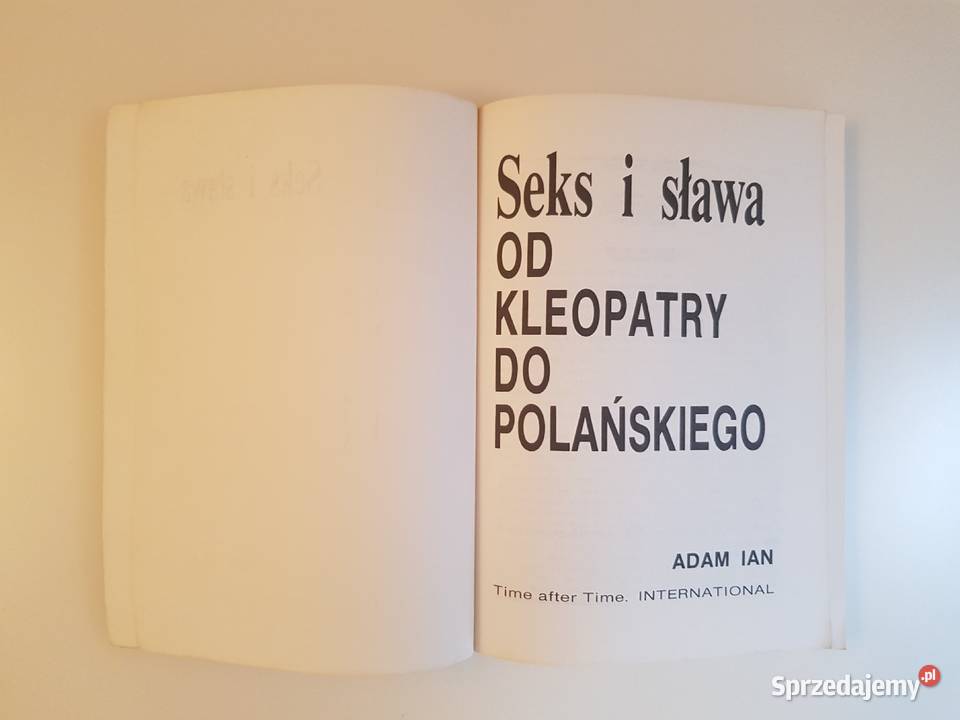 Seks i sława
OD
KLEOPATRY
DO
POLAŃSKIEGO
ADAM IAN
Time after Time. INTERNATIONAL
Sprzedajemy.pl